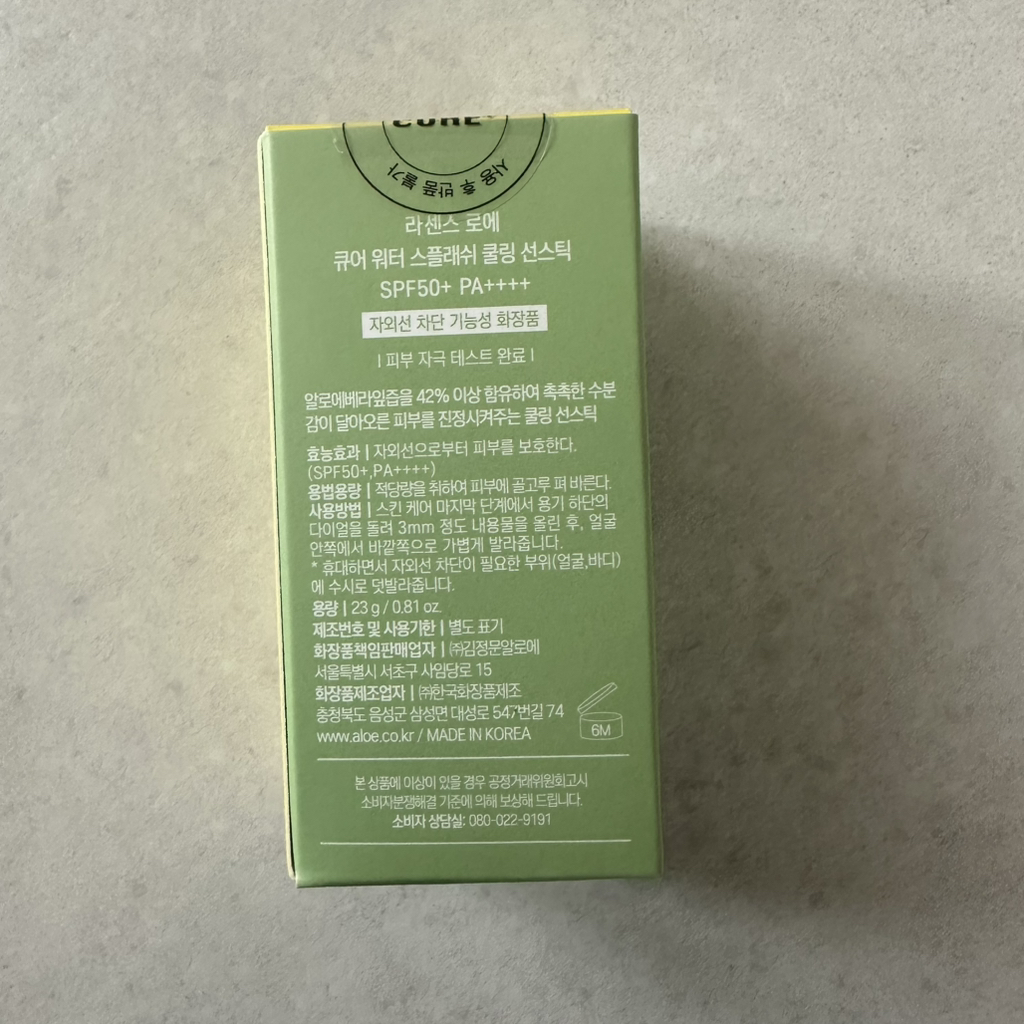 CURE
사용 후 반품 불가
라센스 로에
큐어 워터 스플래쉬 쿨링 선스틱
SPF50+ PA++++
자외선 차단 기능성 화장품
| 피부 자극 테스트 완료 |
알로에베라잎즙을 42% 이상 함유하여 촉촉한 수분
감이 달아오른 피부를 진정시켜주는 쿨링 선스틱
효능효과 | 자외선으로부터 피부를 보호한다.
(SPF50+,PA++++)
용법용량 | 적당량을 취하여 피부에 골고루 펴 바른다.
사용방법 | 스킨 케어 마지막 단계에서 용기 하단의
다이얼을 돌려 3mm 정도 내용물을 올린 후, 얼굴
안쪽에서 바깥쪽으로 가볍게 발라줍니다.
* 휴대하면서 자외선 차단이 필요한 부위(얼굴,바디)
에 수시로 덧발라줍니다.
용량 | 23 g / 0.81 oz.
제조번호 및 사용기한 | 별도 표기
화장품책임판매업자 | ㈜김정문알로에
서울특별시 서초구 사임당로 15
화장품제조업자 | ㈜한국화장품제조
충청북도 음성군 삼성면 대성로 547번길 74
www.aloe.co.kr / MADE IN KOREA
6M
본 상품에 이상이 있을 경우 공정거래위원회고시
소비자분쟁해결 기준에 의해 보상해 드립니다.
소비자 상담실: 080-022-9191